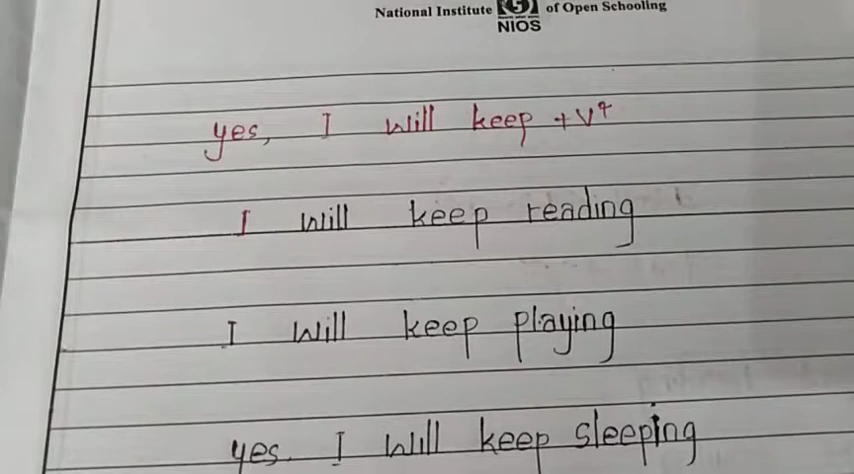 National Institute of Open Schooling
NIOS
yes, I will keep + V⁴
I will keep reading
I will keep playing
yes. I will keep sleeping